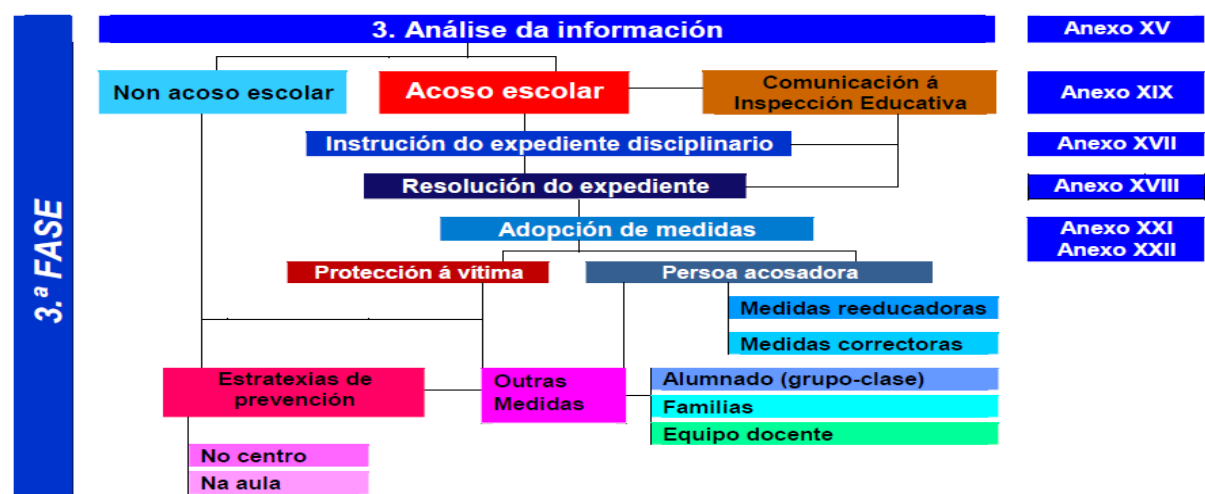 3.ª FASE
3. Análise da información
Anexo XV
Non acoso escolar
Acoso escolar
Comunicación á
Inspección Educativa
Anexo XIX
Instrución do expediente disciplinario
Anexo XVII
Resolución do expediente
Anexo XVIII
Adopción de medidas
Anexo XXI
Anexo XXII
Protección á vítima
Persoa acosadora
Medidas reeducadoras
Medidas correctoras
Estratexias de
prevención
Outras
Medidas
Alumnado (grupo-clase)
Familias
Equipo docente
No centro
Na aula